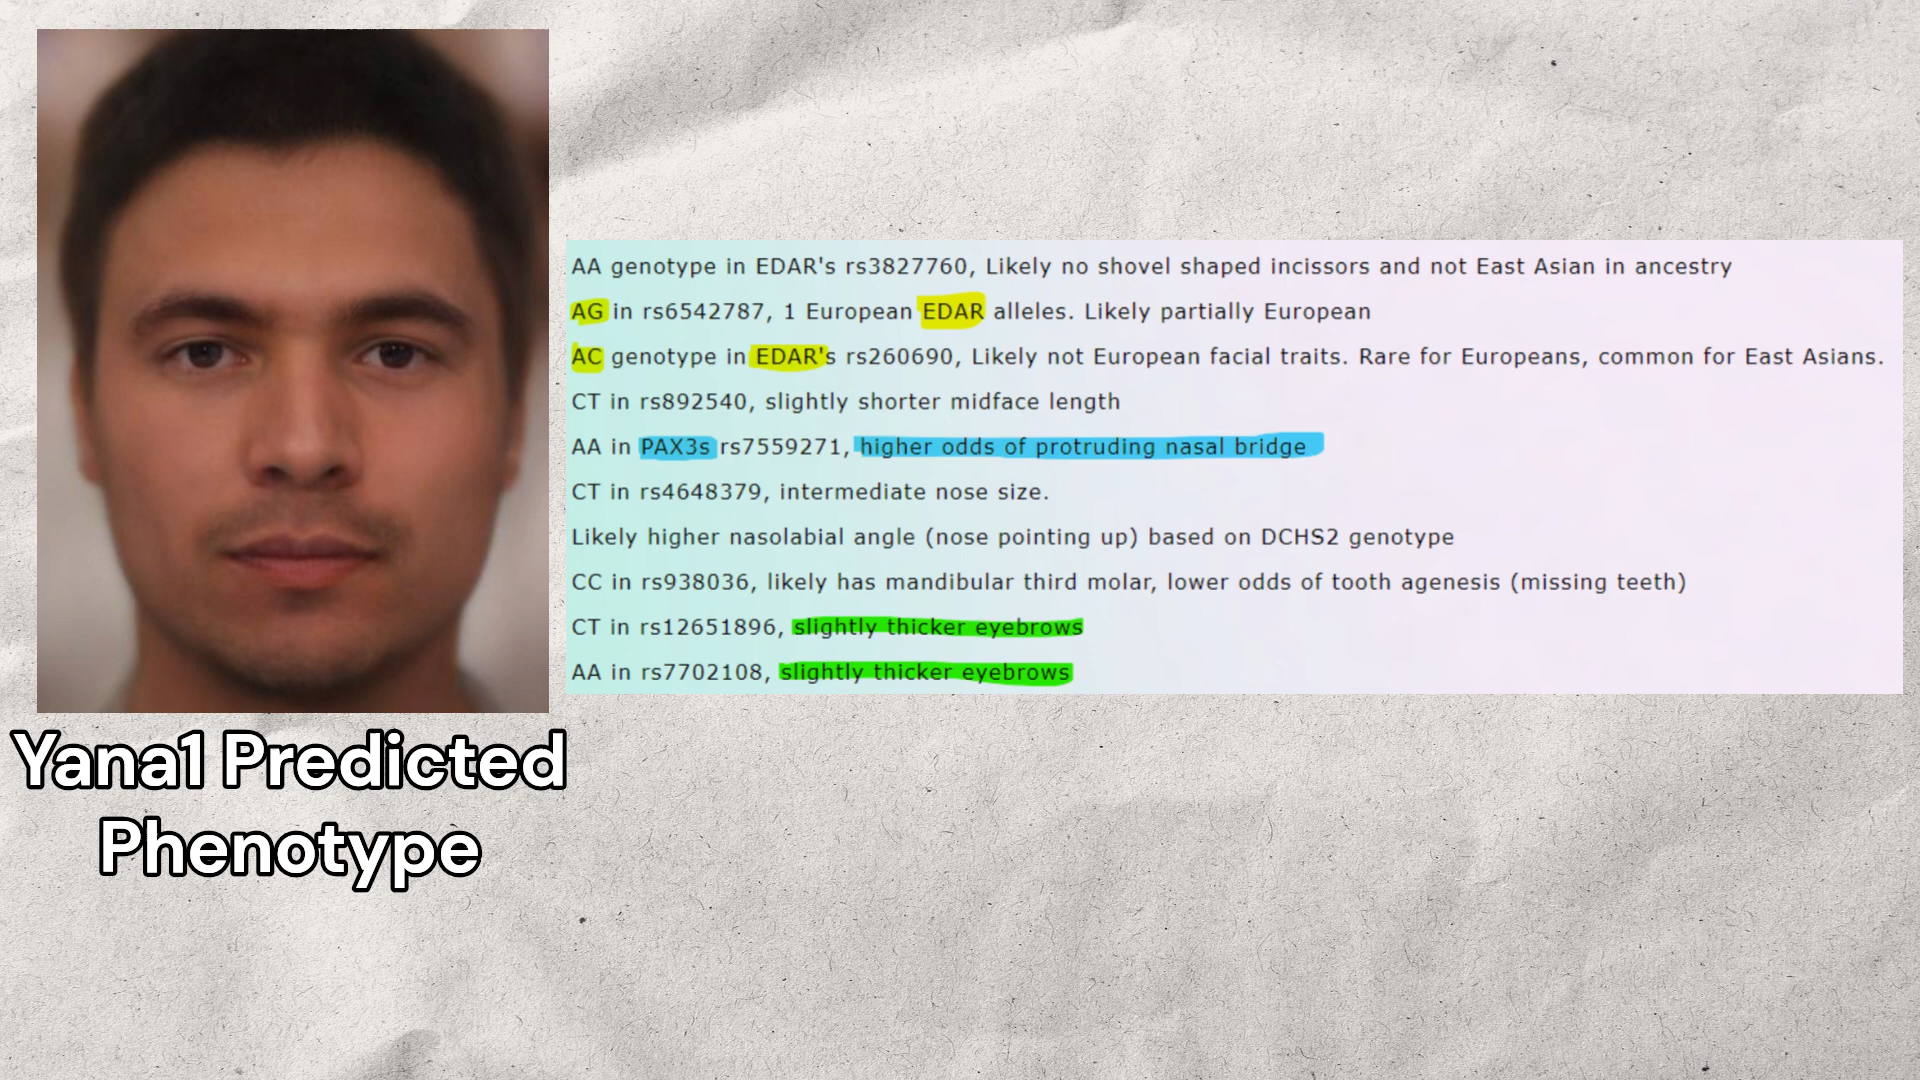 AA genotype in EDAR's rs3827760, Likely no shovel shaped incissors and not East Asian in ancestry
AG in rs6542787, 1 European EDAR alleles. Likely partially European
AC genotype in EDAR's rs260690, Likely not European facial traits. Rare for Europeans, common for East Asians.
CT in rs892540, slightly shorter midface length
AA in PAX3s rs7559271, higher odds of protruding nasal bridge
CT in rs4648379, intermediate nose size.
Likely higher nasolabial angle (nose pointing up) based on DCHS2 genotype
CC in rs938036, likely has mandibular third molar, lower odds of tooth agenesis (missing teeth)
CT in rs12651896, slightly thicker eyebrows
AA in rs7702108, slightly thicker eyebrows
Yana1 Predicted
Phenotype